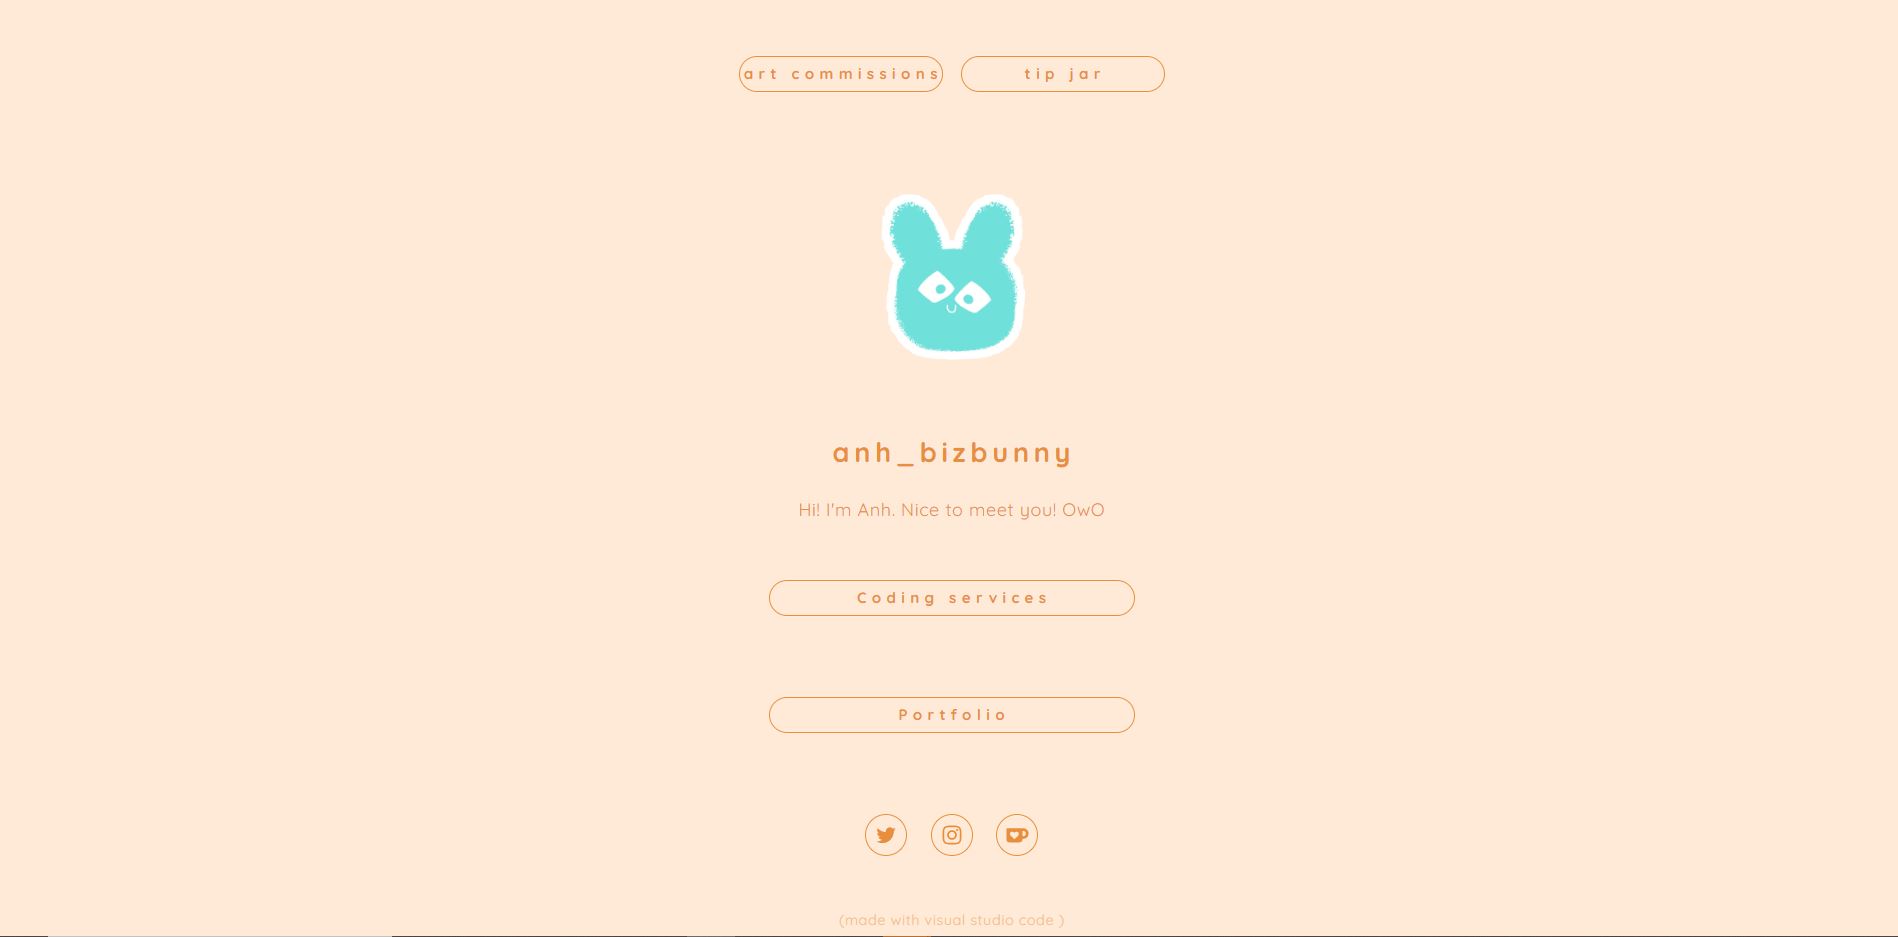 art commissions
tip jar
anh_bizbunny
Hi! I'm Anh. Nice to meet you! OwO
Coding services
Portfolio
(made with visual studio code )